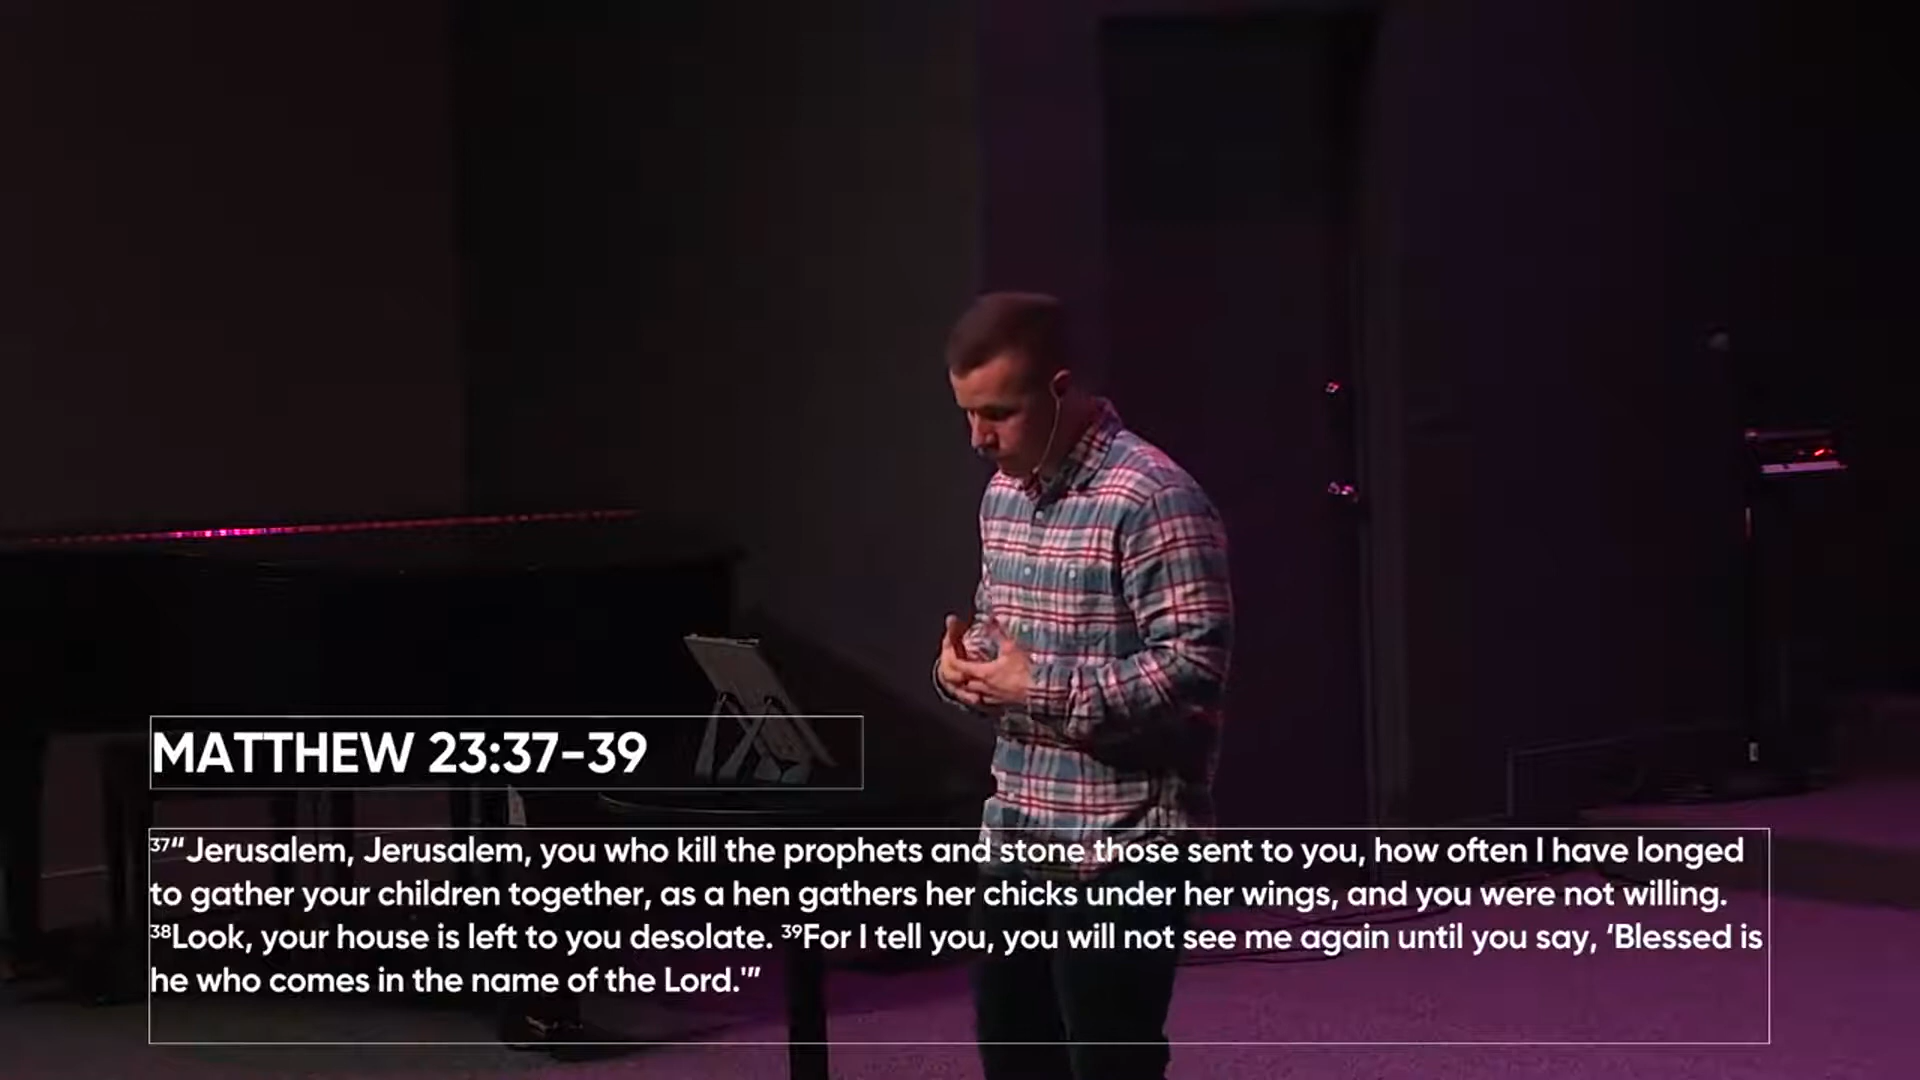 MATTHEW 23:37-39
³⁷“Jerusalem, Jerusalem, you who kill the prophets and stone those sent to you, how often I have longed
to gather your children together, as a hen gathers her chicks under her wings, and you were not willing.
³⁸Look, your house is left to you desolate. ³⁹For I tell you, you will not see me again until you say, ‘Blessed is
he who comes in the name of the Lord.'”